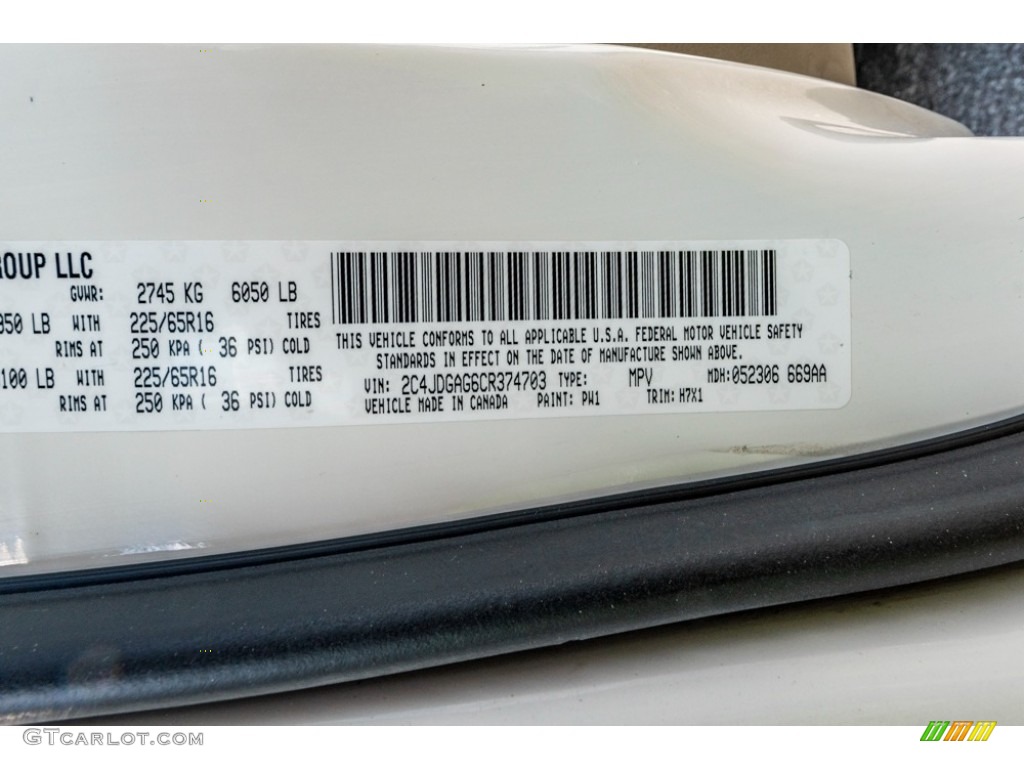 ROUP LLC
GVWR: 2745 KG 6050 LB
950 LB WITH 225/65R16 TIRES
RIMS AT 250 KPA ( 36 PSI) COLD
100 LB WITH 225/65R16 TIRES
RIMS AT 250 KPA ( 36 PSI) COLD
THIS VEHICLE CONFORMS TO ALL APPLICABLE U.S.A. FEDERAL MOTOR VEHICLE SAFETY
STANDARDS IN EFFECT ON THE DATE OF MANUFACTURE SHOWN ABOVE.
VIN: 2C4JDGAG6CR374703 TYPE: MPV MDH:052306 669AA
VEHICLE MADE IN CANADA PAINT: PW1 TRIM: H7X1
GTCARLOT.COM